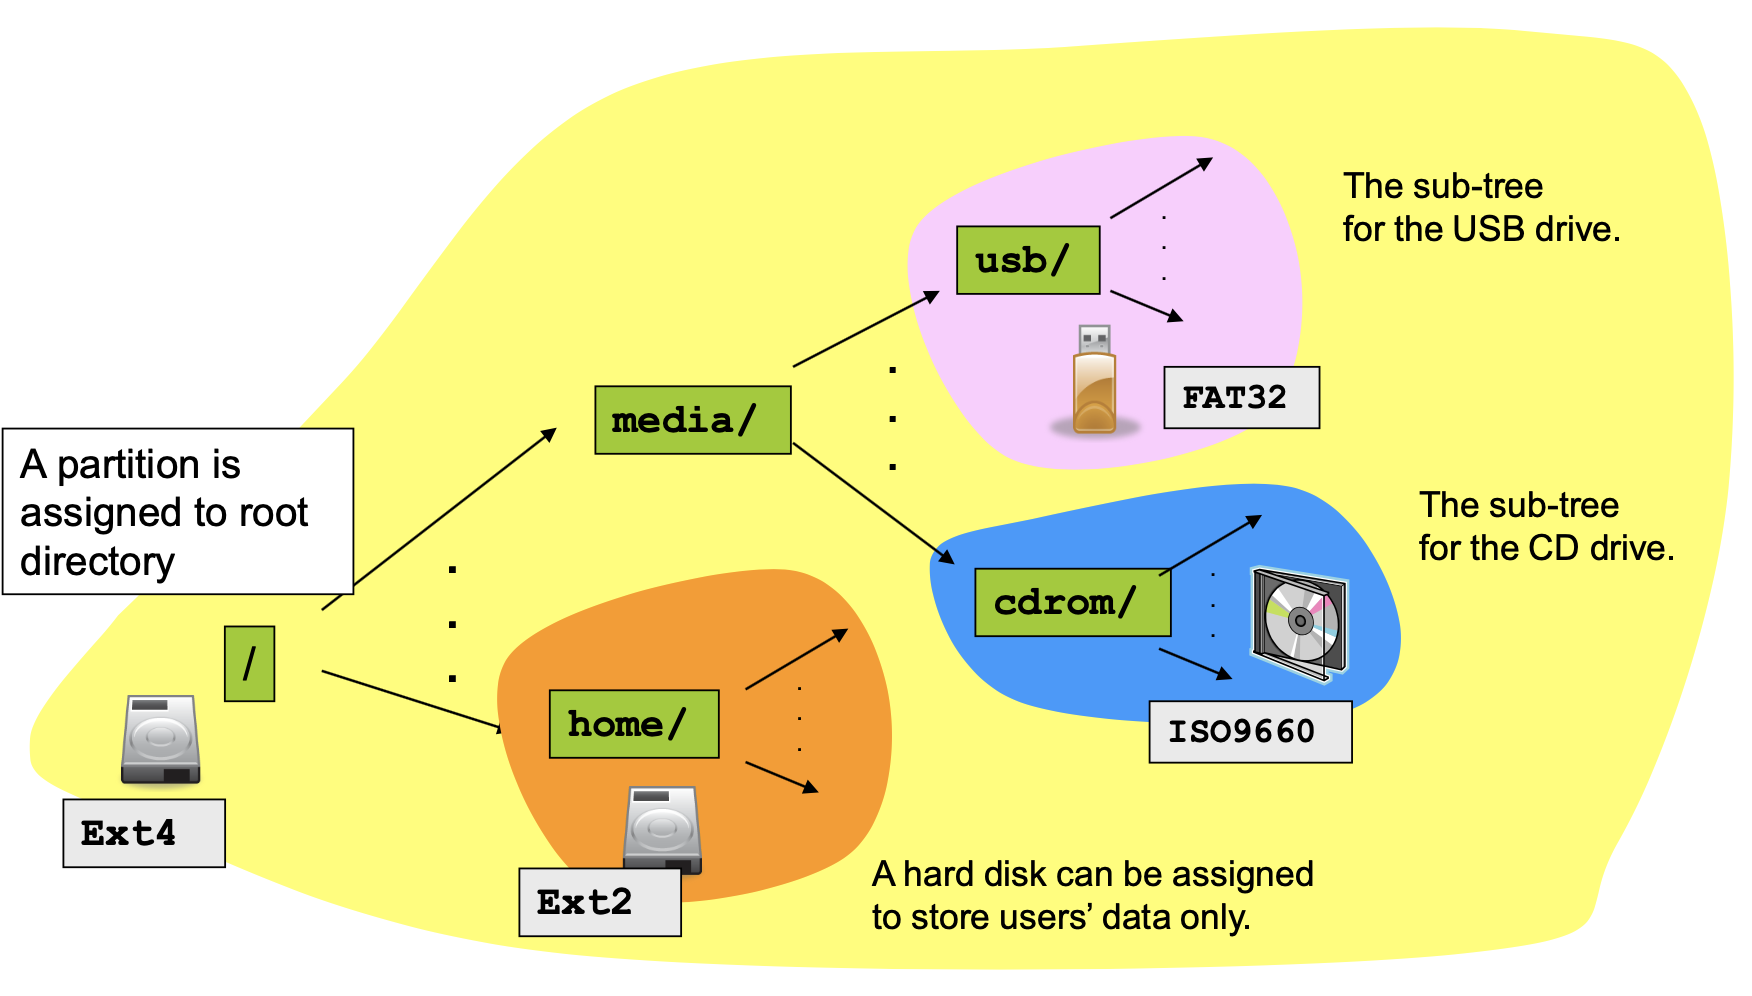 The sub-tree
for the USB drive.
usb/
FAT32
media/
A partition is
assigned to root
directory
The sub-tree
for the CD drive.
cdrom/
/
home/
ISO9660
Ext4
Ext2
A hard disk can be assigned
to store users’ data only.